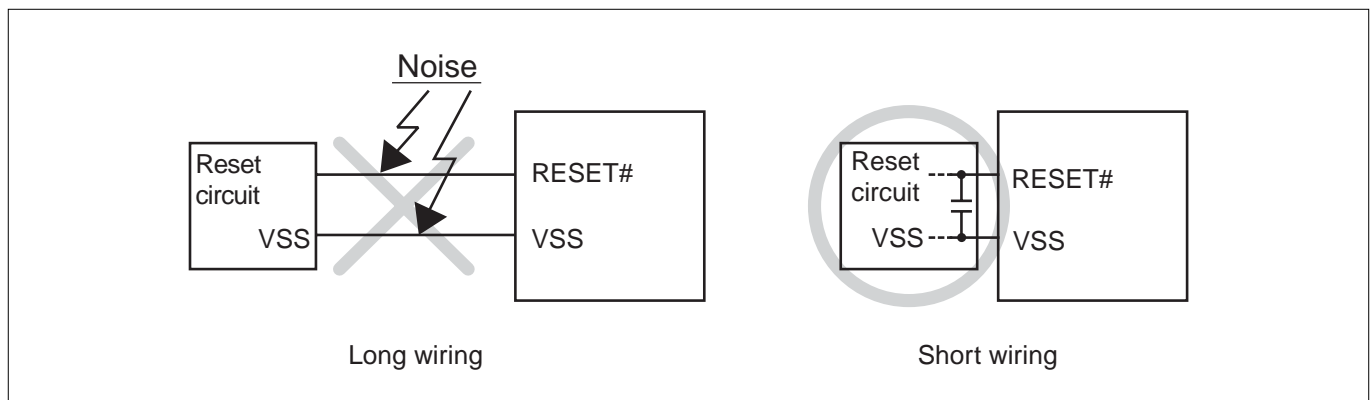 Noise
Reset
circuit
VSS
RESET#
VSS
Long wiring
Reset
circuit
VSS
RESET#
VSS
Short wiring